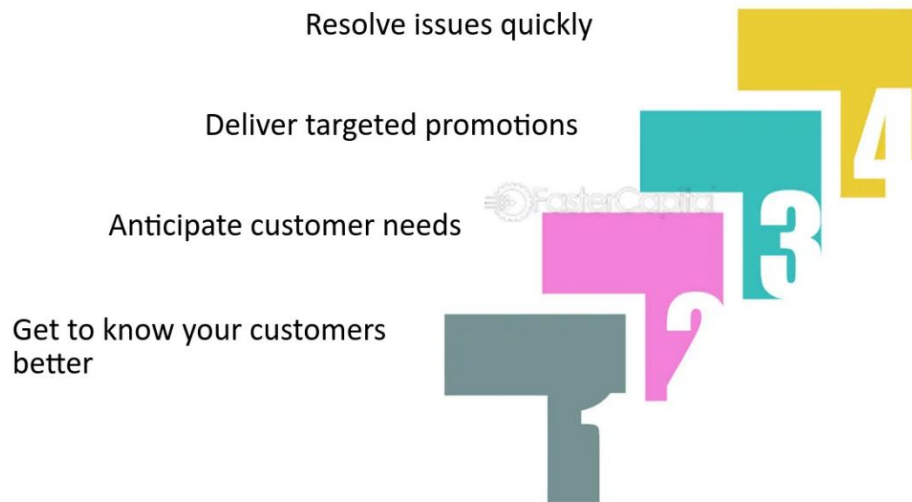 Resolve issues quickly
4
Deliver targeted promotions
3
FasterCapital
Anticipate customer needs
2
Get to know your customers
better
1